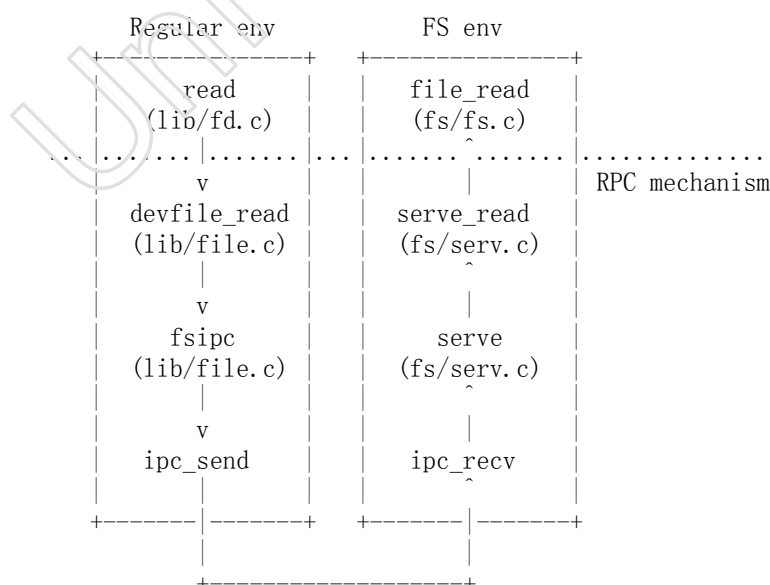 Regular env FS env
read file_read
(lib/fd.c) (fs/fs.c)
RPC mechanism
devfile_read serve_read
(lib/file.c) (fs/serv.c)
fsipc serve
(lib/file.c) (fs/serv.c)
ipc_send ipc_recv